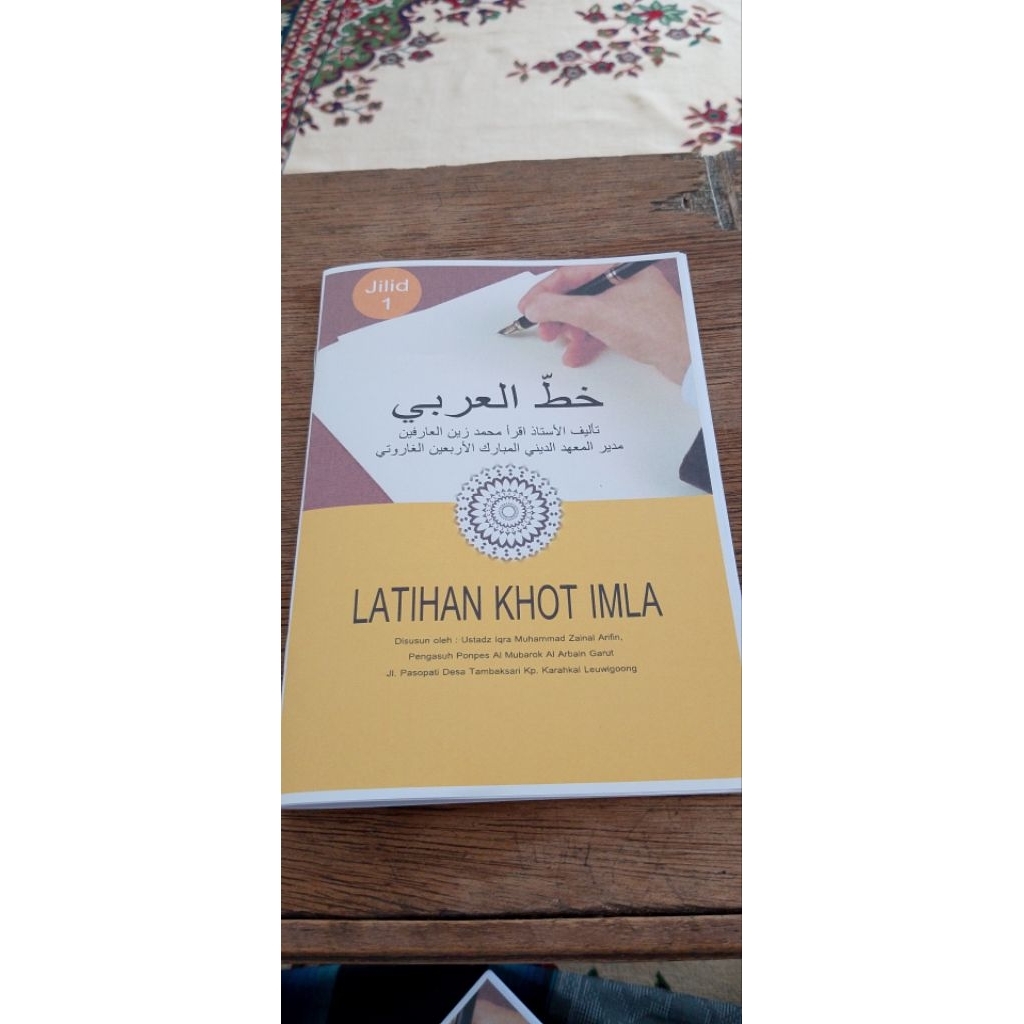 Jilid
1
خطّ العربي
تأليف الأستاذ اقرأ محمد زين العارفين
مدير المعهد الديني المبارك الأربعين الغاروتي
LATIHAN KHOT IMLA
Disusun oleh : Ustadz Iqra Muhammad Zainal Arifin,
Pengasuh Ponpes Al Mubarok Al Arbain Garut
Jl. Pasopati Desa Tambaksari Kp. Karahkal Leuwigoong